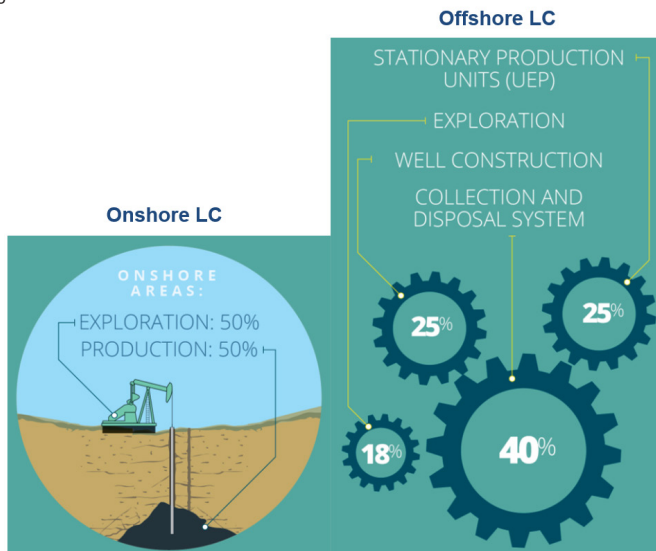 Offshore LC
STATIONARY PRODUCTION
UNITS (UEP)
EXPLORATION
WELL CONSTRUCTION
COLLECTION AND
DISPOSAL SYSTEM
25%
25%
18%
40%
Onshore LC
ONSHORE
AREAS:
EXPLORATION: 50%
PRODUCTION: 50%